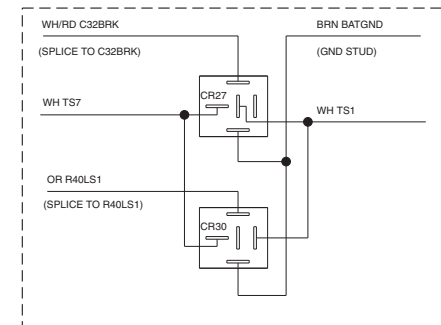 WH/RD C32BRK
BRN BATGND
(SPLICE TO C32BRK)
(GND STUD)
CR27
WH TS7
WH TS1
OR R40LS1
(SPLICE TO R40LS1)
CR30